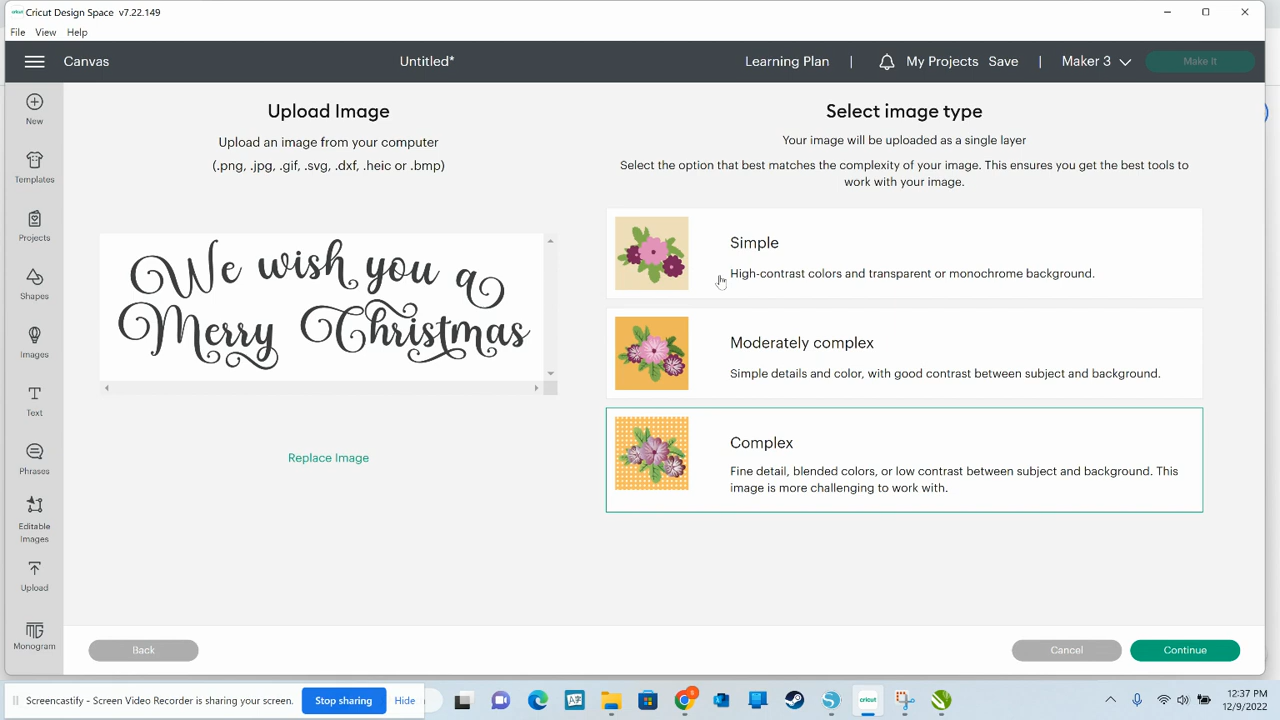 cricut Cricut Design Space v7.22.149
File View Help
Canvas Untitled* Learning Plan | My Projects Save | Maker 3 Make It
New
Templates
Projects
Shapes
Images
Text
Phrases
Editable
Images
Upload
Monogram
Upload Image
Upload an image from your computer
(.png, .jpg, .gif, .svg, .dxf, .heic or .bmp)
We wish you a
Merry Christmas
Replace Image
Select image type
Your image will be uploaded as a single layer
Select the option that best matches the complexity of your image. This ensures you get the best tools to
work with your image.
Simple
High-contrast colors and transparent or monochrome background.
Moderately complex
Simple details and color, with good contrast between subject and background.
Complex
Fine detail, blended colors, or low contrast between subject and background. This
image is more challenging to work with.
Back Cancel Continue
Screencastify - Screen Video Recorder is sharing your screen. Stop sharing Hide
cricut
12:37 PM
12/9/2022